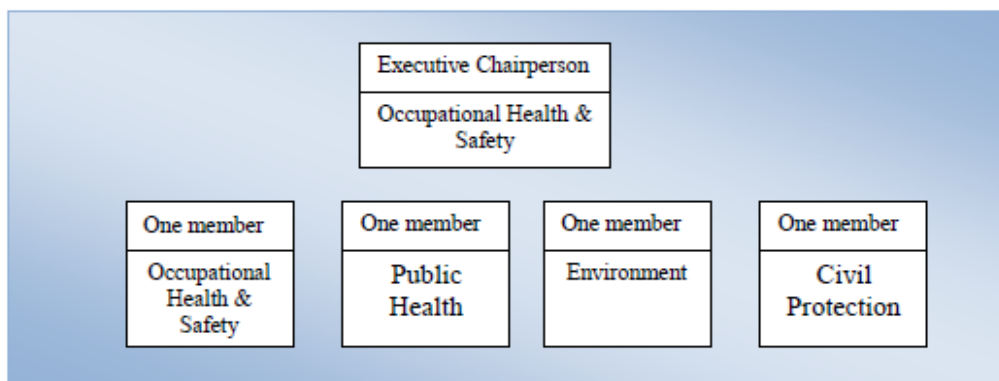 Executive Chairperson
Occupational Health &
Safety
One member
Occupational
Health &
Safety
One member
Public
Health
One member
Environment
One member
Civil
Protection